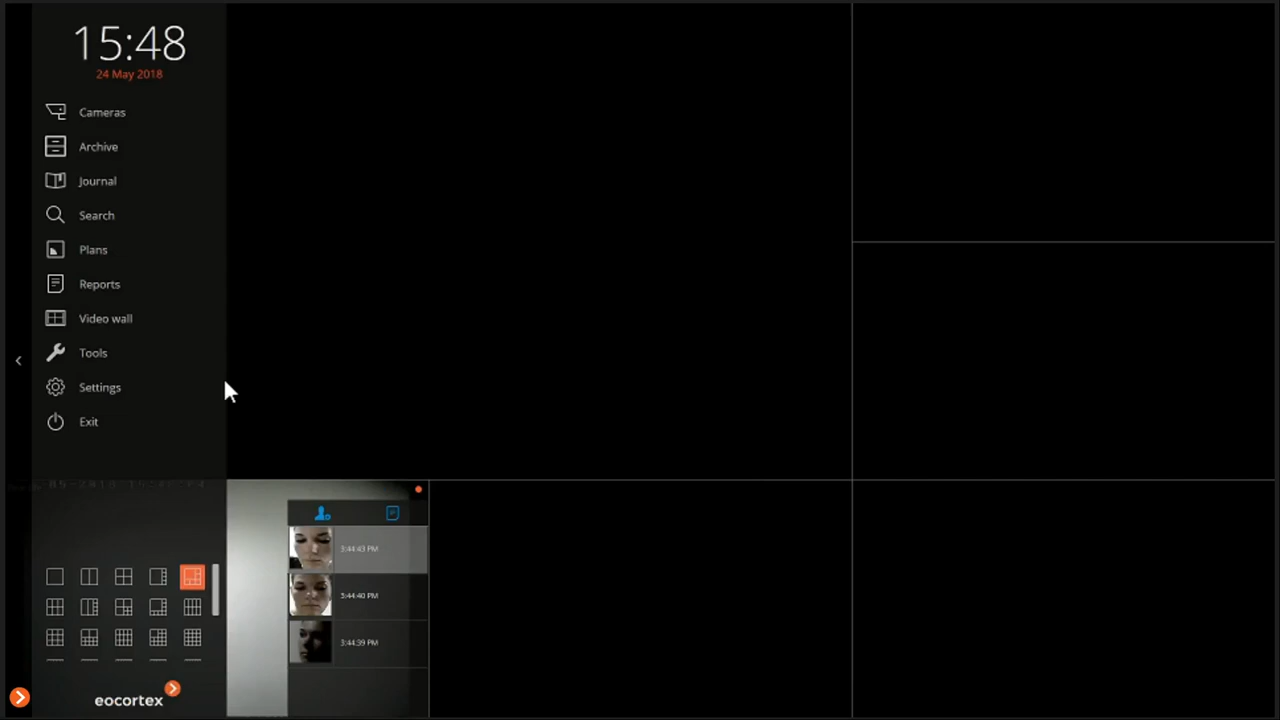 15:48
24 May 2018
Cameras
Archive
Journal
Search
Plans
Reports
Video wall
Tools
Settings
Exit
3:44:43 PM
3:44:40 PM
3:44:39 PM
eocortex